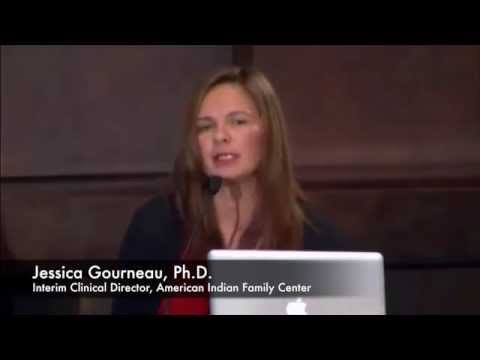 Jessica Gourneau, Ph.D.
Interim Clinical Director, American Indian Family Center